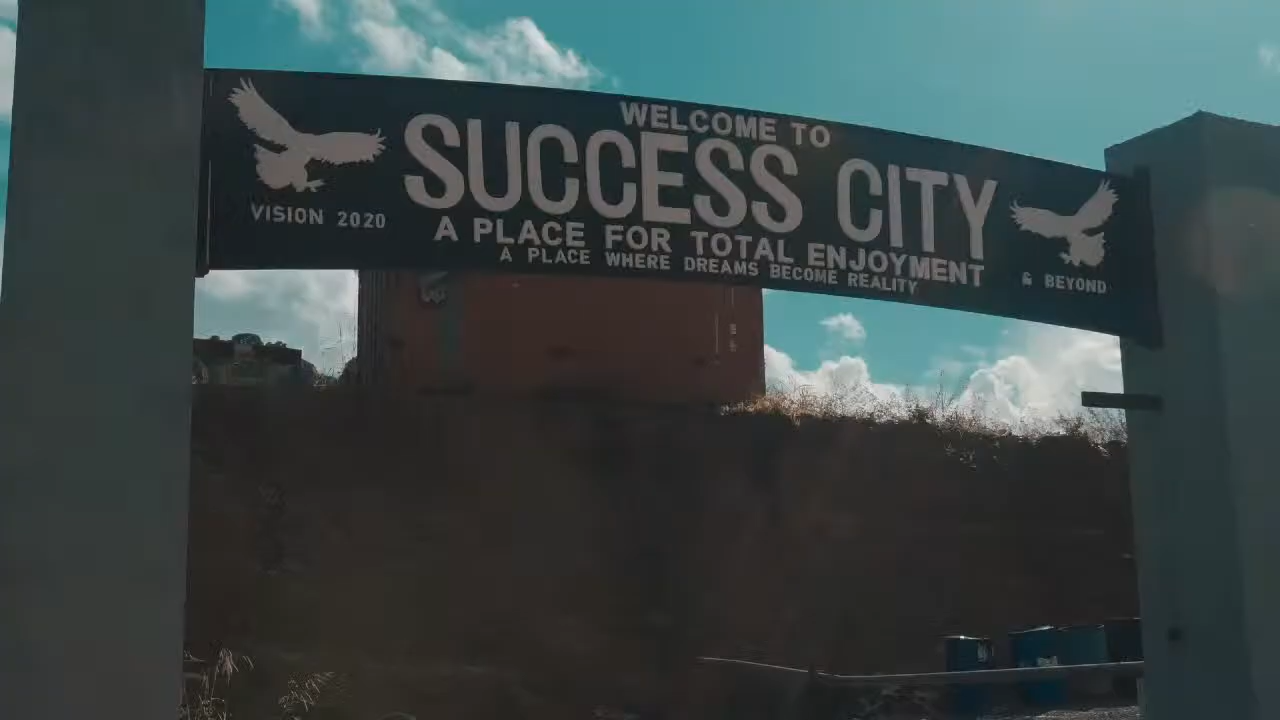 WELCOME TO
SUCCESS CITY
A PLACE FOR TOTAL ENJOYMENT
A PLACE WHERE DREAMS BECOME REALITY
VISION 2020
& BEYOND